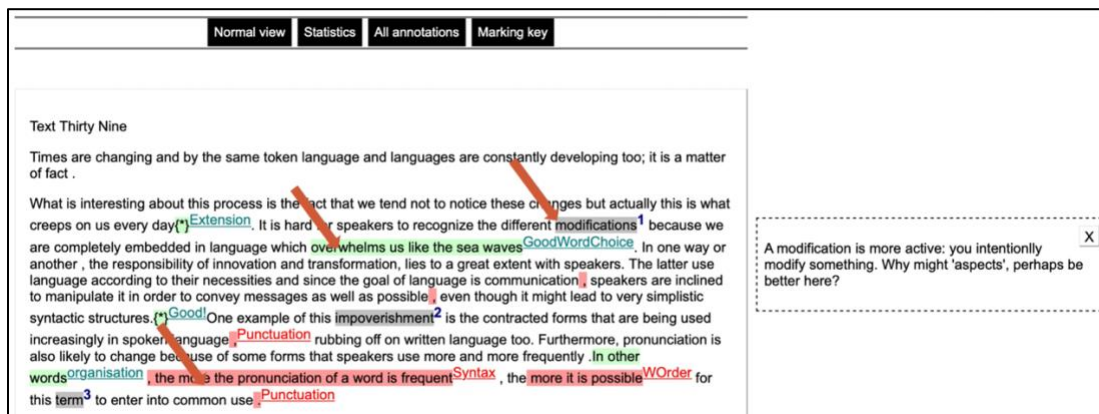 Normal view Statistics All annotations Marking key
Text Thirty Nine
Times are changing and by the same token language and languages are constantly developing too; it is a matter
of fact .
What is interesting about this process is the fact that we tend not to notice these changes but actually this is what
creeps on us every day{*}Extension. It is hard for speakers to recognize the different modifications1 because we
are completely embedded in language which overwhelms us like the sea wavesGoodWordChoice. In one way or
another , the responsibility of innovation and transformation, lies to a great extent with speakers. The latter use
language according to their necessities and since the goal of language is communication , speakers are inclined
to manipulate it in order to convey messages as well as possible , even though it might lead to very simplistic
syntactic structures.{*}Good!One example of this impoverishment2 is the contracted forms that are being used
increasingly in spoken language ,Punctuation rubbing off on written language too. Furthermore, pronunciation is
also likely to change because of some forms that speakers use more and more frequently .In other
wordsorganisation , the more the pronunciation of a word is frequentSyntax , the more it is possibleWOrder for
this term3 to enter into common use .Punctuation
X
A modification is more active: you intentionlly
modify something. Why might 'aspects', perhaps be
better here?